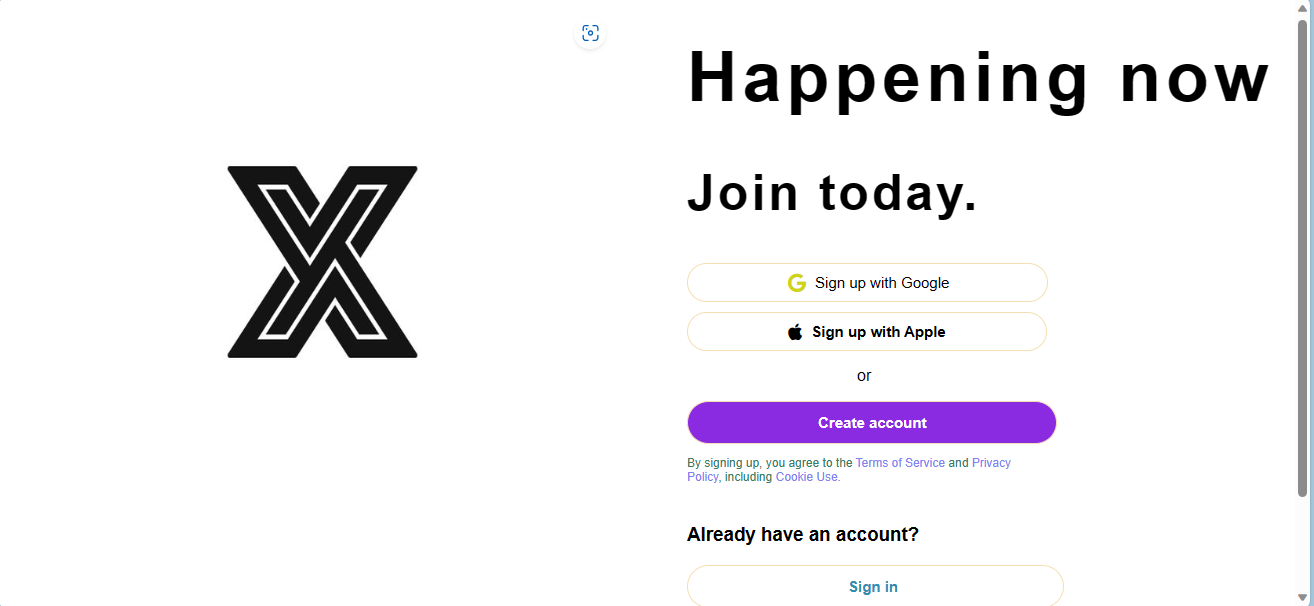 Happening now
Join today.
Sign up with Google
Sign up with Apple
or
Create account
By signing up, you agree to the Terms of Service and Privacy
Policy, including Cookie Use.
Already have an account?
Sign in